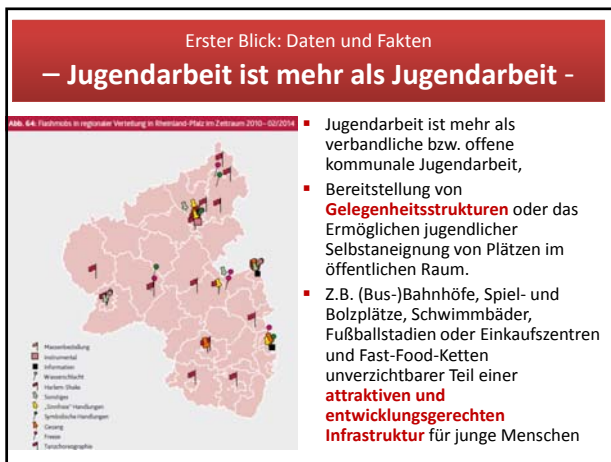 Erster Blick: Daten und Fakten
– Jugendarbeit ist mehr als Jugendarbeit -
Abb. 64: Flashmobs in regionaler Verteilung in Rheinland-Pfalz im Zeitraum 2010–02/2014
Massenbestellung
Instrumental
Information
Wasserschlacht
Harlem-Shake
Sonstiges
„Sinnfreie" Handlungen
Symbolische Handlungen
Gesang
Freeze
Tanzchoreographie
▪ Jugendarbeit ist mehr als
verbandliche bzw. offene
kommunale Jugendarbeit,
▪ Bereitstellung von
Gelegenheitsstrukturen oder das
Ermöglichen jugendlicher
Selbstaneignung von Plätzen im
öffentlichen Raum.
▪ Z.B. (Bus-)Bahnhöfe, Spiel- und
Bolzplätze, Schwimmbäder,
Fußballstadien oder Einkaufszentren
und Fast-Food-Ketten
unverzichtbarer Teil einer
attraktiven und
entwicklungsgerechten
Infrastruktur für junge Menschen